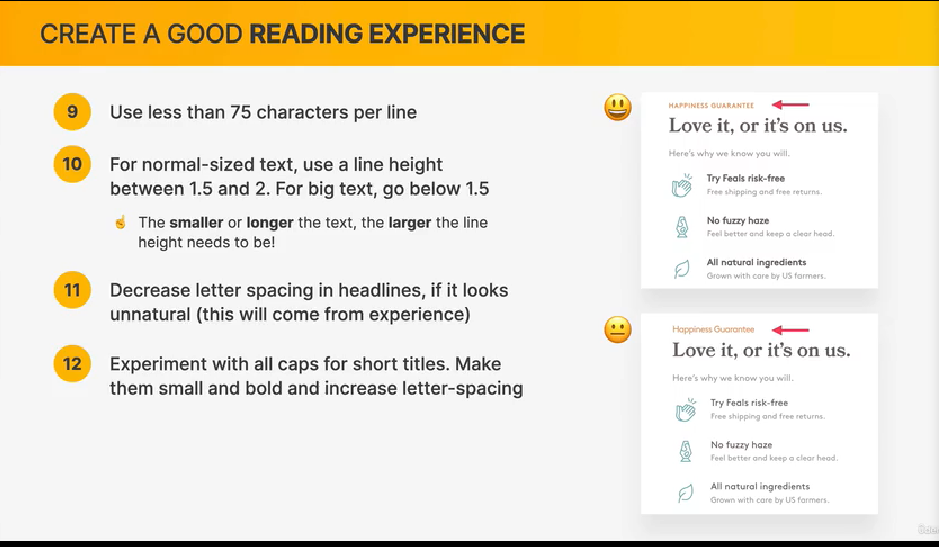 CREATE A GOOD READING EXPERIENCE
9
Use less than 75 characters per line
10
For normal-sized text, use a line height
between 1.5 and 2. For big text, go below 1.5
The smaller or longer the text, the larger the line
height needs to be!
11
Decrease letter spacing in headlines, if it looks
unnatural (this will come from experience)
12
Experiment with all caps for short titles. Make
them small and bold and increase letter-spacing
HAPPINESS GUARANTEE
Love it, or it's on us.
Here's why we know you will.
Try Feals risk-free
Free shipping and free returns.
No fuzzy haze
Feel better and keep a clear head.
All natural ingredients
Grown with care by US farmers.
Happiness Guarantee
Love it, or it's on us.
Here's why we know you will.
Try Feals risk-free
Free shipping and free returns.
No fuzzy haze
Feel better and keep a clear head.
All natural ingredients
Grown with care by US farmers.